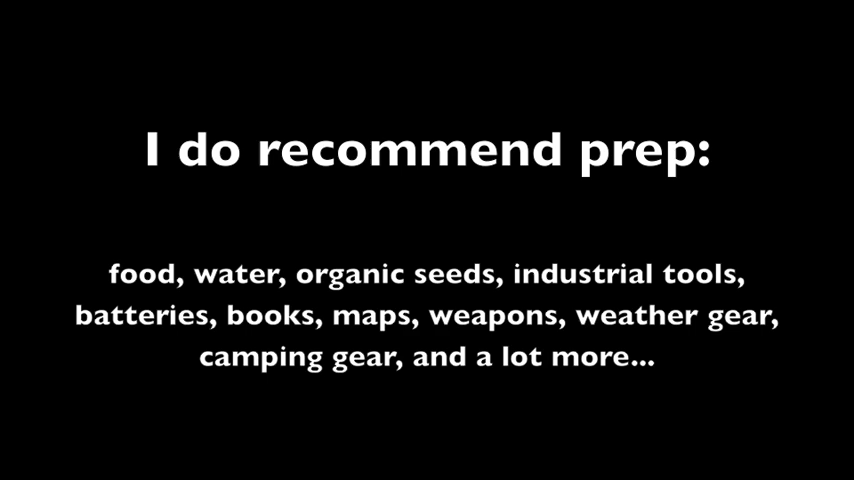 I do recommend prep:
food, water, organic seeds, industrial tools,
batteries, books, maps, weapons, weather gear,
camping gear, and a lot more...